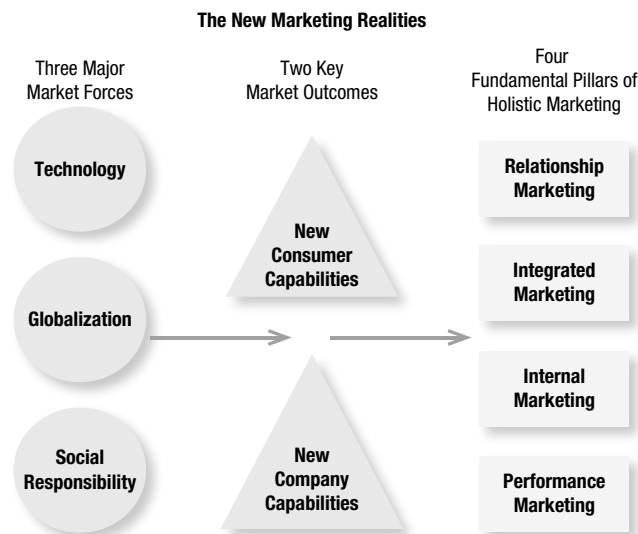 The New Marketing Realities
Three Major
Market Forces
Technology
Globalization
Social
Responsibility
Two Key
Market Outcomes
New
Consumer
Capabilities
New
Company
Capabilities
Four
Fundamental Pillars of
Holistic Marketing
Relationship
Marketing
Integrated
Marketing
Internal
Marketing
Performance
Marketing